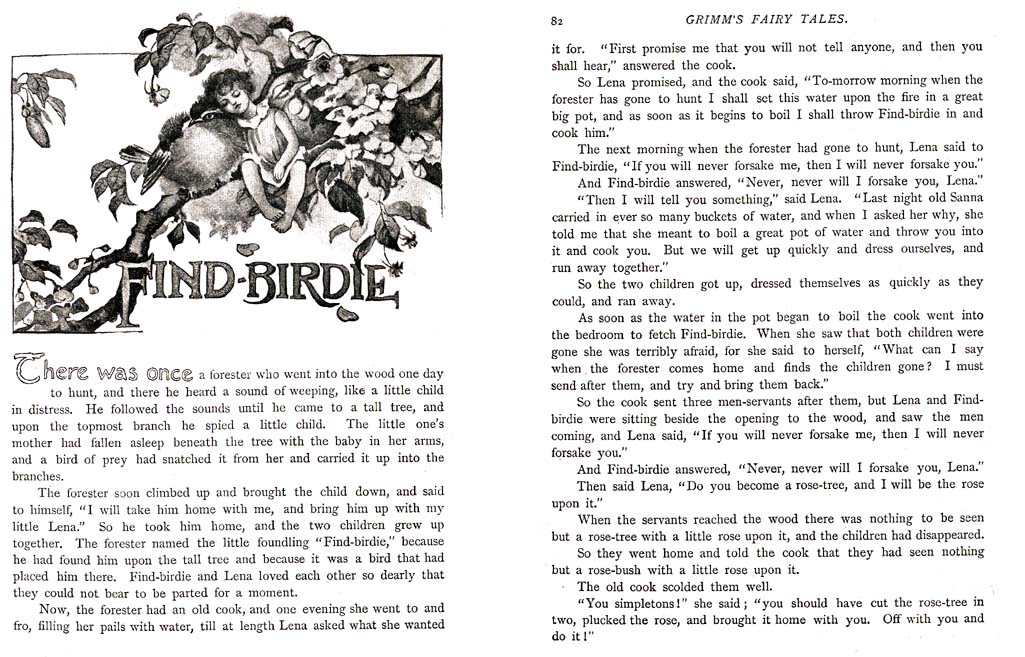 FIND-BIRDIE
There was once a forester who went into the wood one day
to hunt, and there he heard a sound of weeping, like a little child
in distress. He followed the sounds until he came to a tall tree, and
upon the topmost branch he spied a little child. The little one's
mother had fallen asleep beneath the tree with the baby in her arms,
and a bird of prey had snatched it from her and carried it up into the
branches.
The forester soon climbed up and brought the child down, and said
to himself, "I will take him home with me, and bring him up with my
little Lena." So he took him home, and the two children grew up
together. The forester named the little foundling "Find-birdie," because
he had found him upon the tall tree and because it was a bird that had
placed him there. Find-birdie and Lena loved each other so dearly that
they could not bear to be parted for a moment.
Now, the forester had an old cook, and one evening she went to and
fro, filling her pails with water, till at length Lena asked what she wanted
82 GRIMM'S FAIRY TALES.
it for. "First promise me that you will not tell anyone, and then you
shall hear," answered the cook.
So Lena promised, and the cook said, "To-morrow morning when the
forester has gone to hunt I shall set this water upon the fire in a great
big pot, and as soon as it begins to boil I shall throw Find-birdie in and
cook him."
The next morning when the forester had gone to hunt, Lena said to
Find-birdie, "If you will never forsake me, then I will never forsake you."
And Find-birdie answered, "Never, never will I forsake you, Lena."
"Then I will tell you something," said Lena. "Last night old Sanna
carried in ever so many buckets of water, and when I asked her why, she
told me that she meant to boil a great pot of water and throw you into
it and cook you. But we will get up quickly and dress ourselves, and
run away together."
So the two children got up, dressed themselves as quickly as they
could, and ran away.
As soon as the water in the pot began to boil the cook went into
the bedroom to fetch Find-birdie. When she saw that both children were
gone she was terribly afraid, for she said to herself, "What can I say
when the forester comes home and finds the children gone? I must
send after them, and try and bring them back."
So the cook sent three men-servants after them, but Lena and Find-
birdie were sitting beside the opening to the wood, and saw the men
coming, and Lena said, "If you will never forsake me, then I will never
forsake you."
And Find-birdie answered, "Never, never will I forsake you, Lena."
Then said Lena, "Do you become a rose-tree, and I will be the rose
upon it."
When the servants reached the wood there was nothing to be seen
but a rose-tree with a little rose upon it, and the children had disappeared.
So they went home and told the cook that they had seen nothing
but a rose-bush with a little rose upon it.
The old cook scolded them well.
"You simpletons!" she said; "you should have cut the rose-tree in
two, plucked the rose, and brought it home with you. Off with you and
do it!"